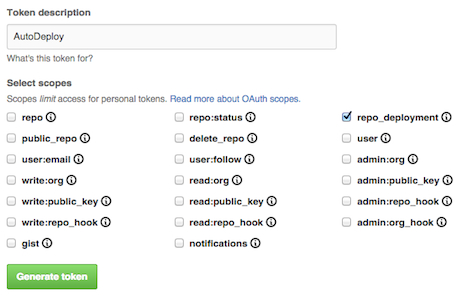 Token description
AutoDeploy
What's this token for?
Select scopes
Scopes limit access for personal tokens. Read more about OAuth scopes.
repo repo:status repo_deployment
public_repo delete_repo user
user:email user:follow admin:org
write:org read:org admin:public_key
write:public_key read:public_key admin:repo_hook
write:repo_hook read:repo_hook admin:org_hook
gist notifications
Generate token